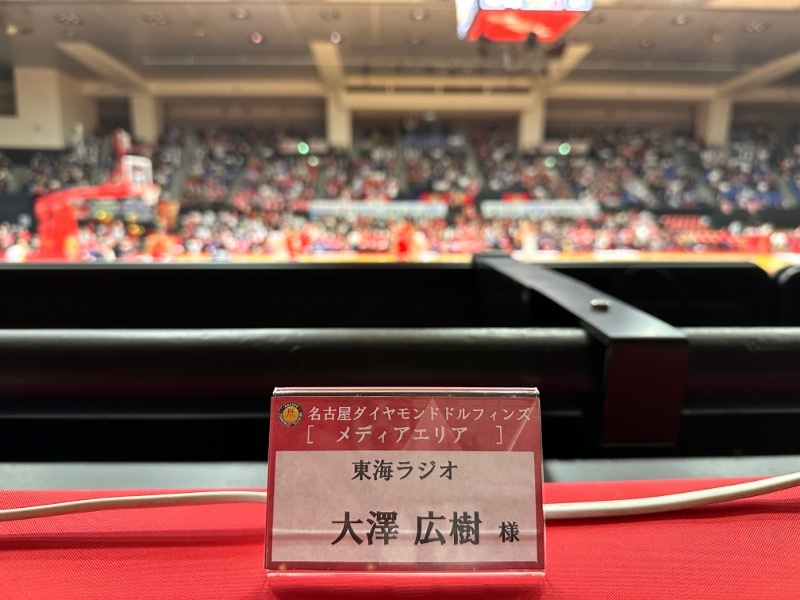 名古屋ダイヤモンドドルフィンズ
[ メディアエリア ]
東海ラジオ
大澤 広樹 様